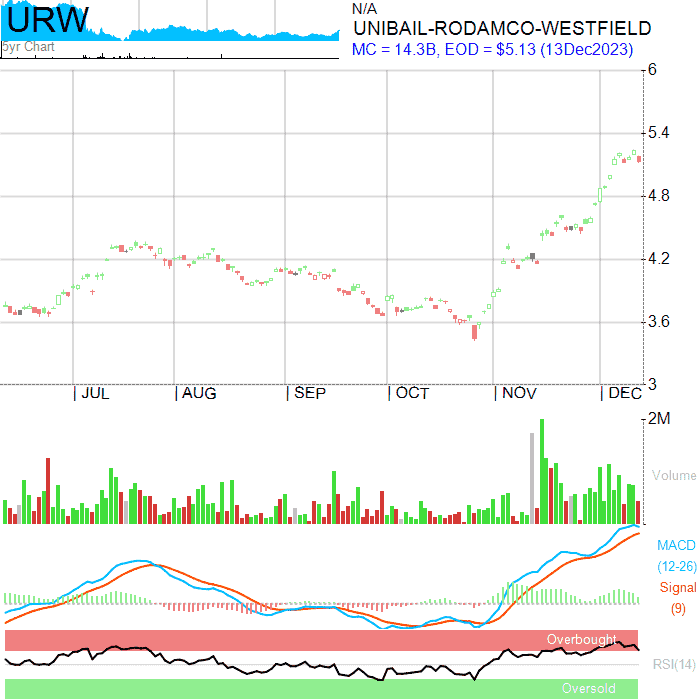 URW
5yr Chart
N/A
UNIBAIL-RODAMCO-WESTFIELD
MC = 14.3B, EOD = $5.13 (13Dec2023)
6
5.4
4.8
4.2
3.6
3
| JUL | AUG | SEP | OCT | NOV | DEC
2M
Volume
MACD
(12-26)
Signal
(9)
Overbought
RSI(14)
Oversold